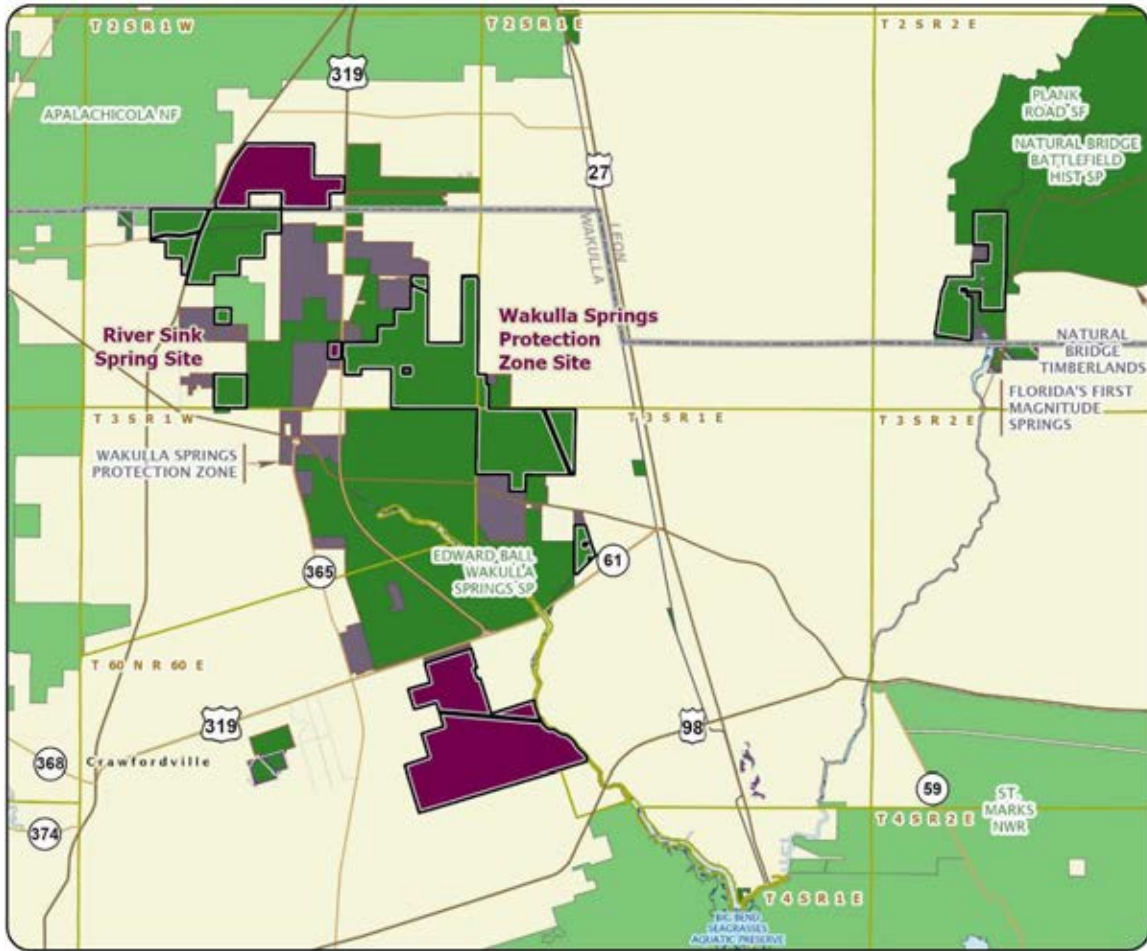 T 2 S R 1 W
T 2 S R 1 E
T 2 S R 2 E
319
APALACHICOLA NF
PLANK
ROAD SF
NATURAL BRIDGE
BATTLEFIELD
HIST SP
27
LEON
WAKULLA
River Sink
Spring Site
Wakulla Springs
Protection
Zone Site
NATURAL
BRIDGE
TIMBERLANDS
FLORIDA'S FIRST
MAGNITUDE
SPRINGS
T 3 S R 1 W
T 3 S R 1 E
T 3 S R 2 E
WAKULLA SPRINGS
PROTECTION ZONE
EDWARD BALL
WAKULLA
SPRINGS SP
365
61
T 60 N R 60 E
319
98
368
Crawfordville
59
ST.
MARKS
NWR
374
T 4 S R 2 E
T 4 S R 1 E
BIG BEND
SEAGRASSES
AQUATIC PRESERVE